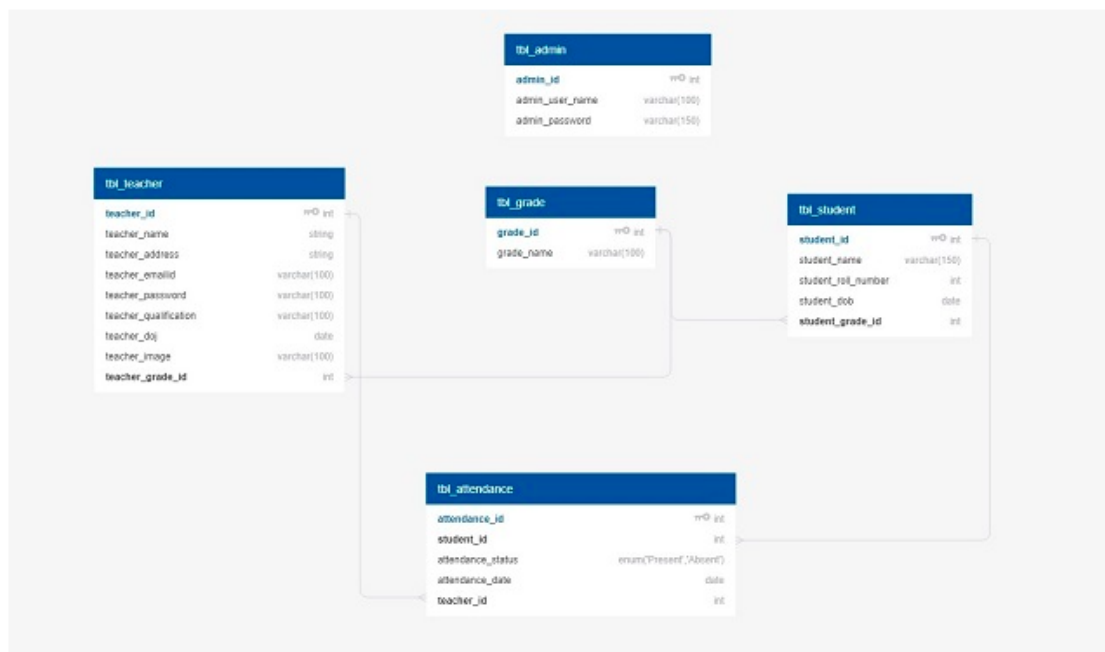 tbl_admin
admin_id int
admin_user_name varchar(100)
admin_password varchar(150)
tbl_teacher
teacher_id int
teacher_name string
teacher_address string
teacher_emailid varchar(100)
teacher_password varchar(100)
teacher_qualification varchar(100)
teacher_doj date
teacher_image varchar(100)
teacher_grade_id int
tbl_grade
grade_id int
grade_name varchar(100)
tbl_student
student_id int
student_name varchar(150)
student_roll_number int
student_dob date
student_grade_id int
tbl_attendance
attendance_id int
student_id int
attendance_status enum('Present','Absent')
attendance_date date
teacher_id int